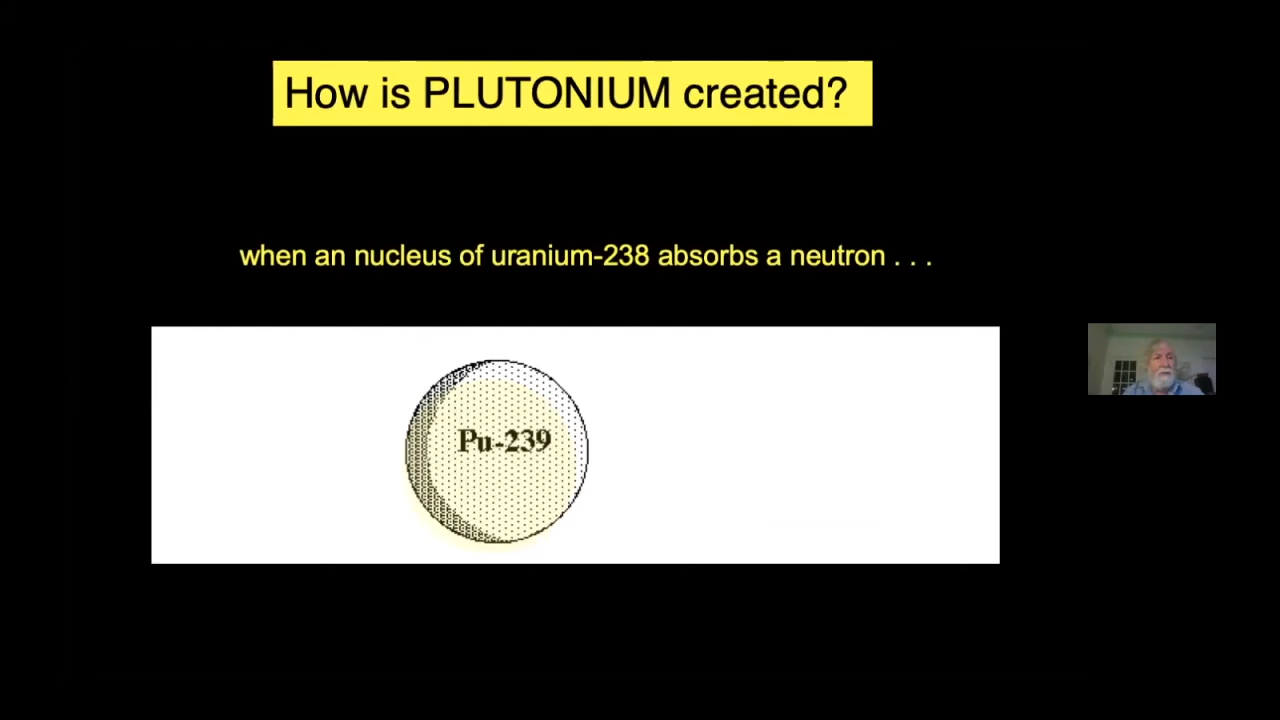 How is PLUTONIUM created?
when an nucleus of uranium-238 absorbs a neutron . . .
Pu-239